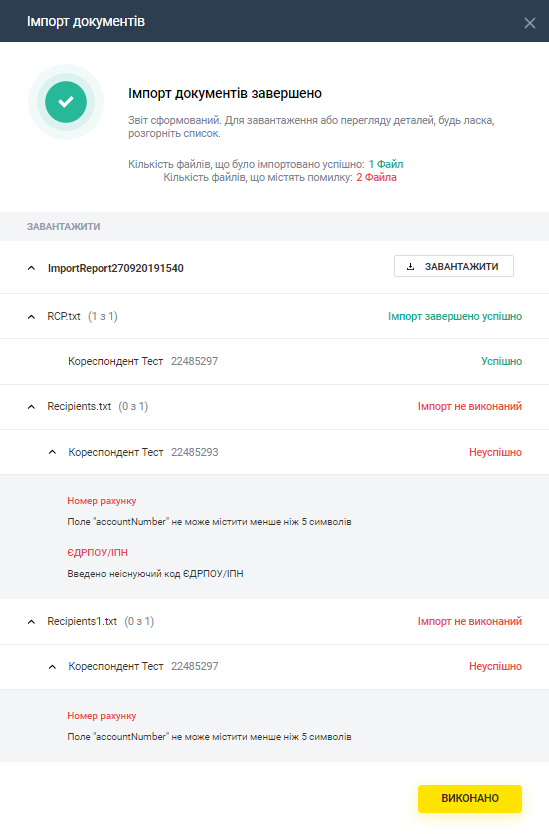 Імпорт документів
Імпорт документів завершено
Звіт сформований. Для завантаження або перегляду деталей, будь ласка,
розгорніть список.
Кількість файлів, що було імпортовано успішно: 1 Файл
Кількість файлів, що містять помилку: 2 Файла
ЗАВАНТАЖИТИ
ImportReport270920191540 ЗАВАНТАЖИТИ
RCP.txt (1 з 1) Імпорт завершено успішно
Кореспондент Тест 22485297 Успішно
Recipients.txt (0 з 1) Імпорт не виконаний
Кореспондент Тест 22485293 Неуспішно
Номер рахунку
Поле "accountNumber" не може містити менше ніж 5 символів
ЄДРПОУ/ІПН
Введено неіснуючий код ЄДРПОУ/ІПН
Recipients1.txt (0 з 1) Імпорт не виконаний
Кореспондент Тест 22485297 Неуспішно
Номер рахунку
Поле "accountNumber" не може містити менше ніж 5 символів
ВИКОНАНО